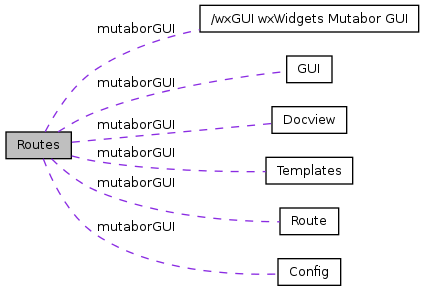 /wxGUI wxWidgets Mutabor GUI
mutaborGUI
GUI
mutaborGUI
Docview
mutaborGUI
Routes
mutaborGUI
Templates
mutaborGUI
Route
mutaborGUI
Config